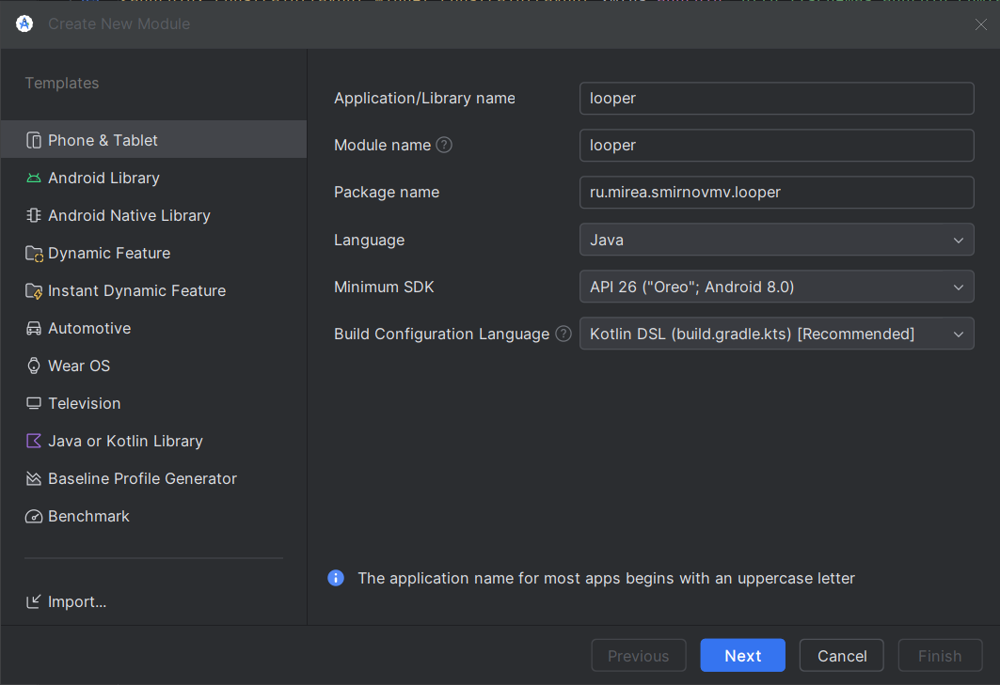 Create New Module
Templates
Phone & Tablet
Android Library
Android Native Library
Dynamic Feature
Instant Dynamic Feature
Automotive
Wear OS
Television
Java or Kotlin Library
Baseline Profile Generator
Benchmark
Import...
Application/Library name looper
Module name ? looper
Package name ru.mirea.smirnovmv.looper
Language Java
Minimum SDK API 26 ("Oreo"; Android 8.0)
Build Configuration Language ? Kotlin DSL (build.gradle.kts) [Recommended]
The application name for most apps begins with an uppercase letter
Previous Next Cancel Finish